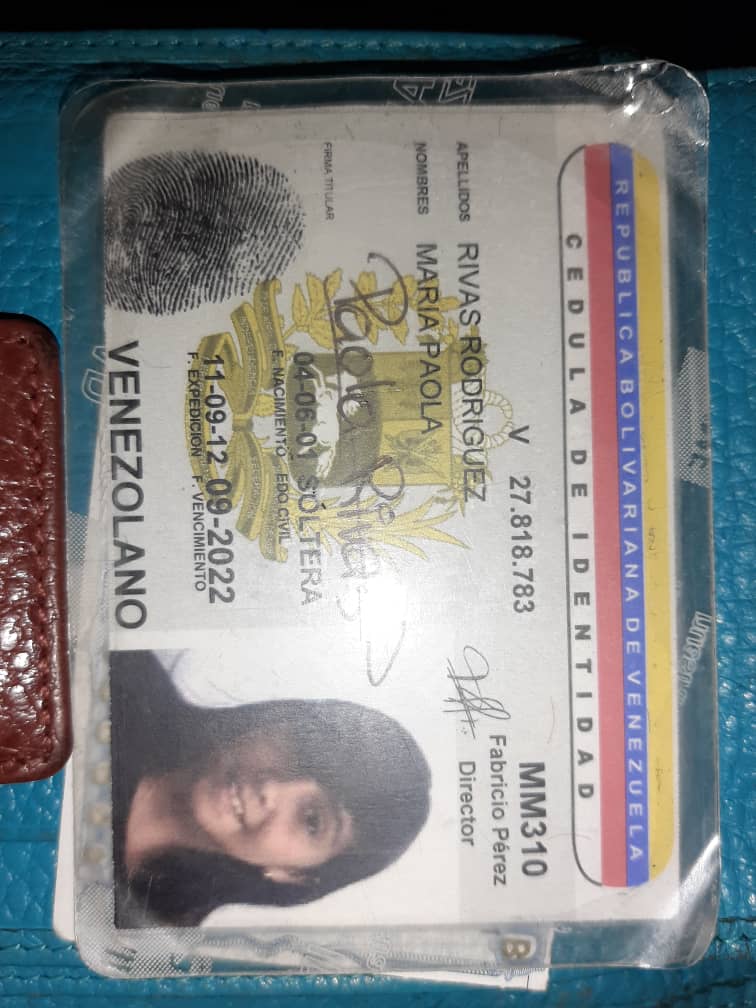 REPUBLICA BOLIVARIANA DE VENEZUELA
CEDULA DE IDENTIDAD
V 27.818.783
MM310
Fabricio Pérez
Director
APELLIDOS RIVAS RODRIGUEZ
NOMBRES MARIA PAOLA
FIRMA TITULAR
Paola Rivas
04-06-01 SOLTERA
F. NACIMIENTO EDO CIVIL
11-09-12 09-2022
F. EXPEDICION F. VENCIMIENTO
VENEZOLANO
B